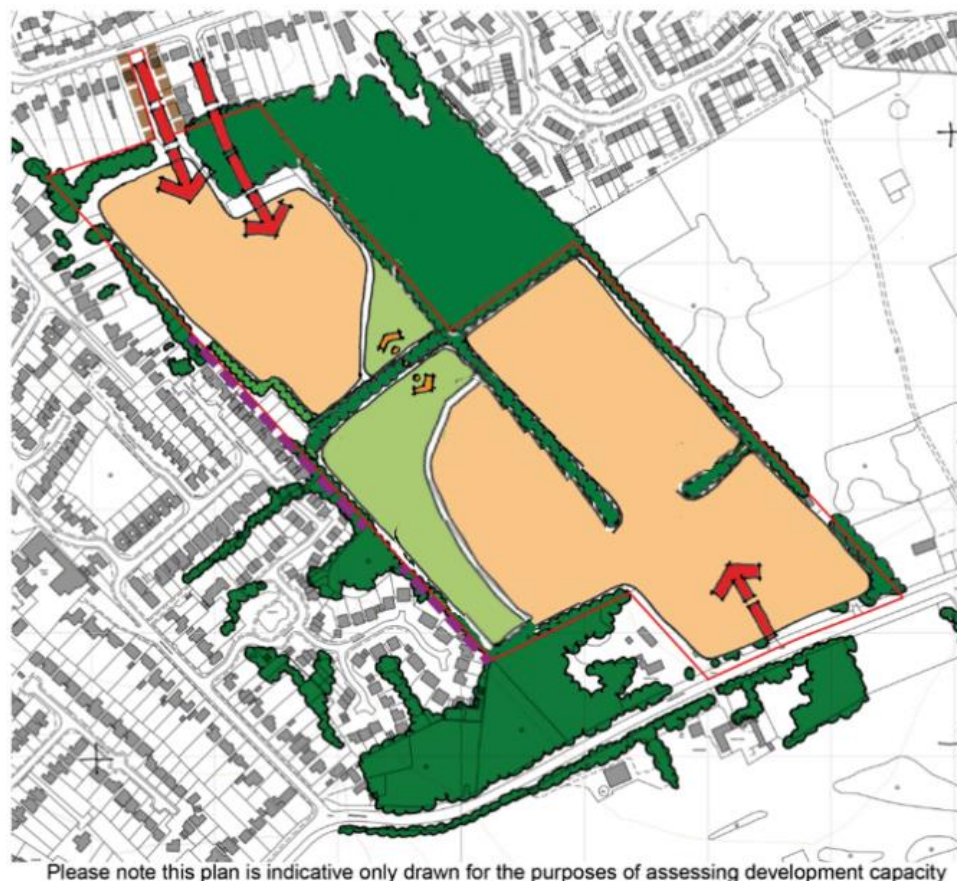 Please note this plan is indicative only drawn for the purposes of assessing development capacity